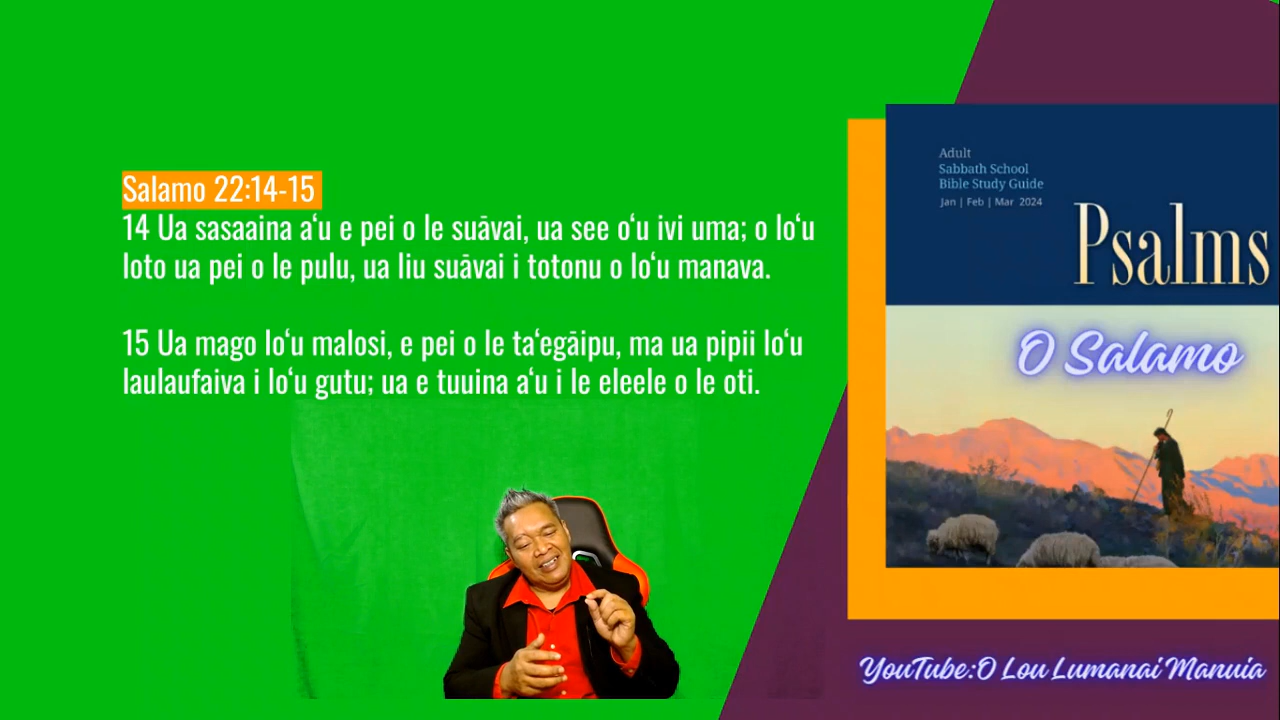 Salamo 22:14-15
14 Ua sasaaina a‘u e pei o le suāvai, ua see o‘u ivi uma; o lo‘u
loto ua pei o le pulu, ua liu suāvai i totonu o lo‘u manava.
15 Ua mago lo‘u malosi, e pei o le ta‘egāipu, ma ua pipii lo‘u
laulaufaiva i lo‘u gutu; ua e tuuina a‘u i le eleele o le oti.
Adult
Sabbath School
Bible Study Guide
Jan | Feb | Mar 2024
Psalms
O Salamo
YouTube:O Lou Lumanai Manuia